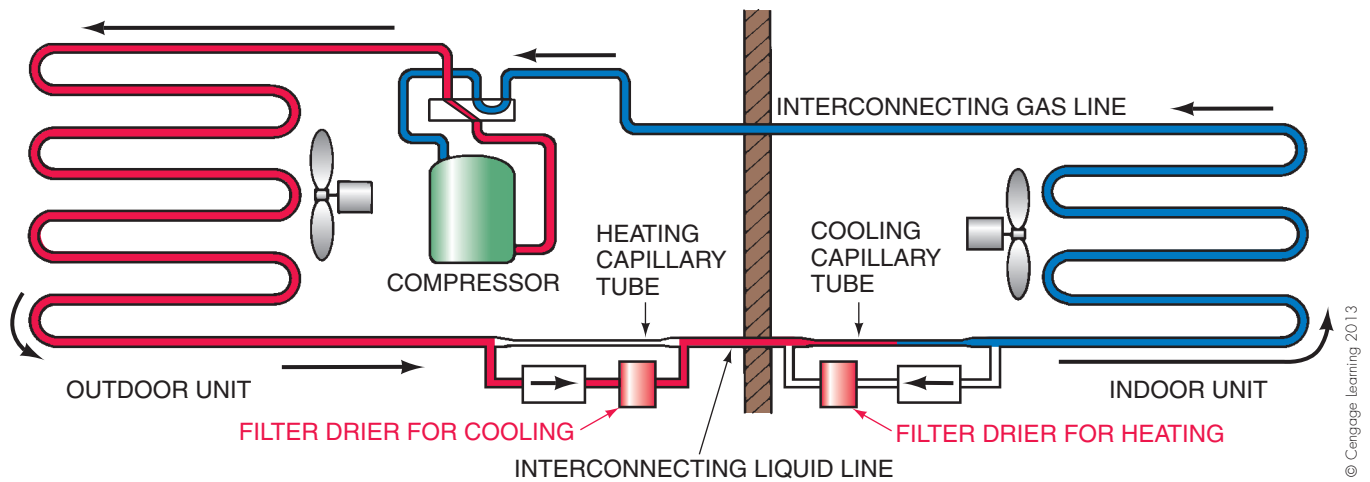 INTERCONNECTING GAS LINE
COMPRESSOR
HEATING
CAPILLARY
TUBE
COOLING
CAPILLARY
TUBE
OUTDOOR UNIT
INDOOR UNIT
FILTER DRIER FOR COOLING
FILTER DRIER FOR HEATING
INTERCONNECTING LIQUID LINE
© Cengage Learning 2013